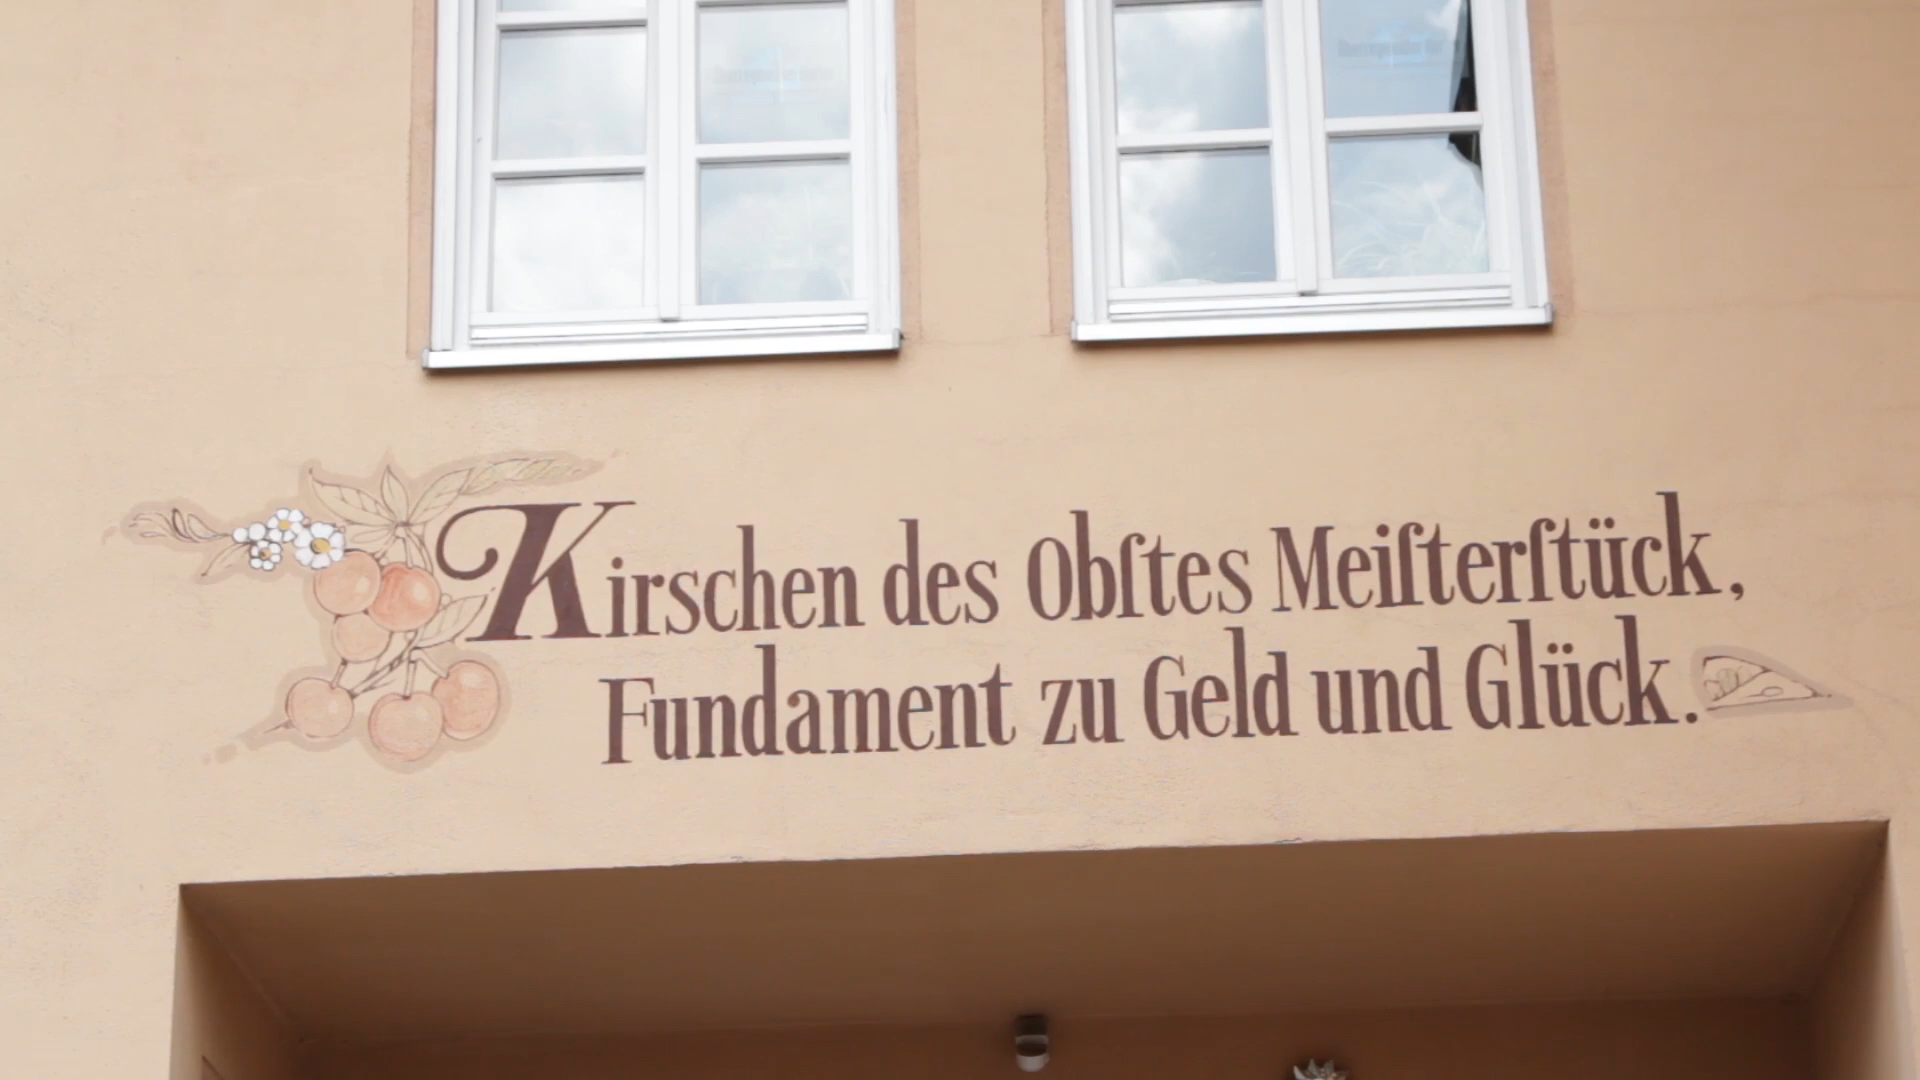 Kirschen des Obſtes Meiſterſtück,
Fundament zu Geld und Glück.